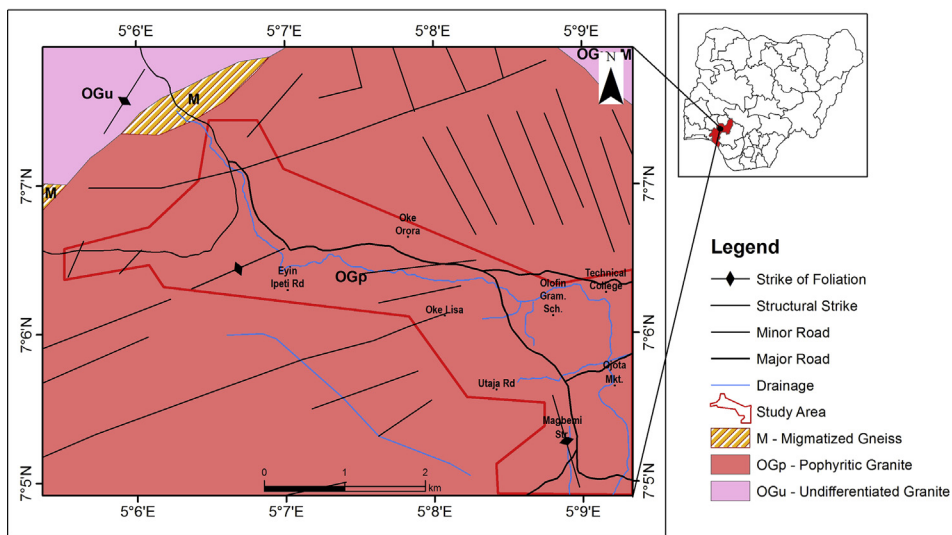 5°6'E 5°7'E 5°8'E 5°9'E
OGu
M
OG
M
N
7°7'N
7°7'N
M
Oke
Orora
Eyin
Ipeti Rd
OGp
Technical
College
Olofin
Gram.
Sch.
Oke Lisa
7°6'N
7°6'N
Ojota
Mkt.
Utaja Rd
Magbemi
Str.
7°5'N
7°5'N
0 1 2
km
5°6'E 5°7'E 5°8'E 5°9'E
Legend
Strike of Foliation
Structural Strike
Minor Road
Major Road
Drainage
Study Area
M - Migmatized Gneiss
OGp - Pophyritic Granite
OGu - Undifferentiated Granite